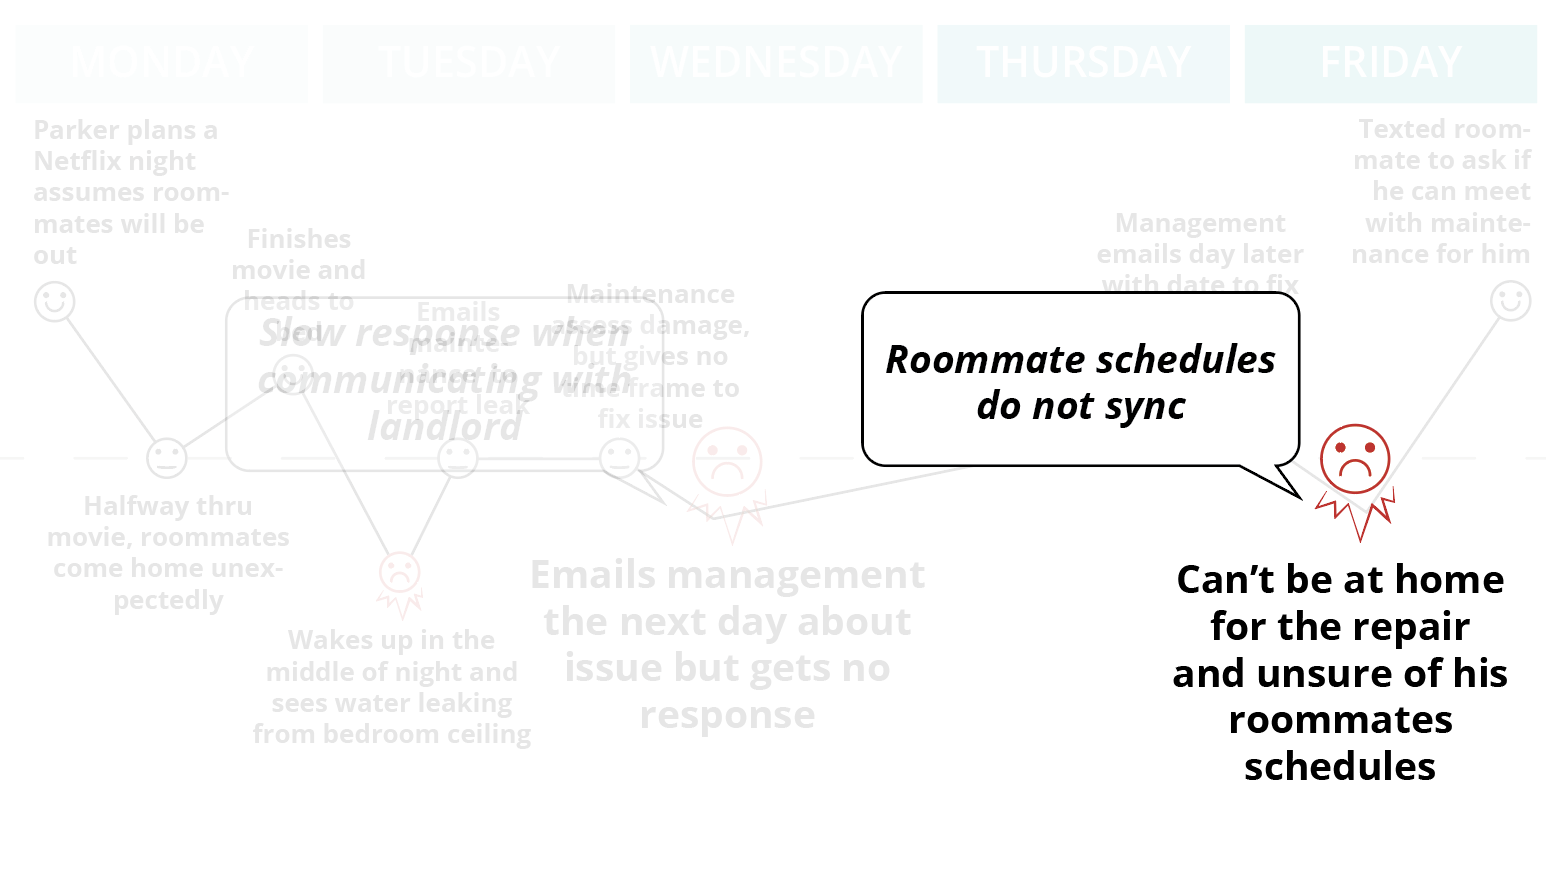 MONDAY
TUESDAY
WEDNESDAY
THURSDAY
FRIDAY
Parker plans a
Netflix night
assumes room-
mates will be
out
Finishes
movie and
heads to
bed
Emails
mainte-
nance to
report leak
Maintenance
assess damage,
but gives no
time frame to
fix issue
Management
emails day later
with date to fix
Texted room-
mate to ask if
he can meet
with mainte-
nance for him
Slow response when
communicating with
landlord
Roommate schedules
do not sync
Halfway thru
movie, roommates
come home unex-
pectedly
Wakes up in the
middle of night and
sees water leaking
from bedroom ceiling
Emails management
the next day about
issue but gets no
response
Can’t be at home
for the repair
and unsure of his
roommates
schedules